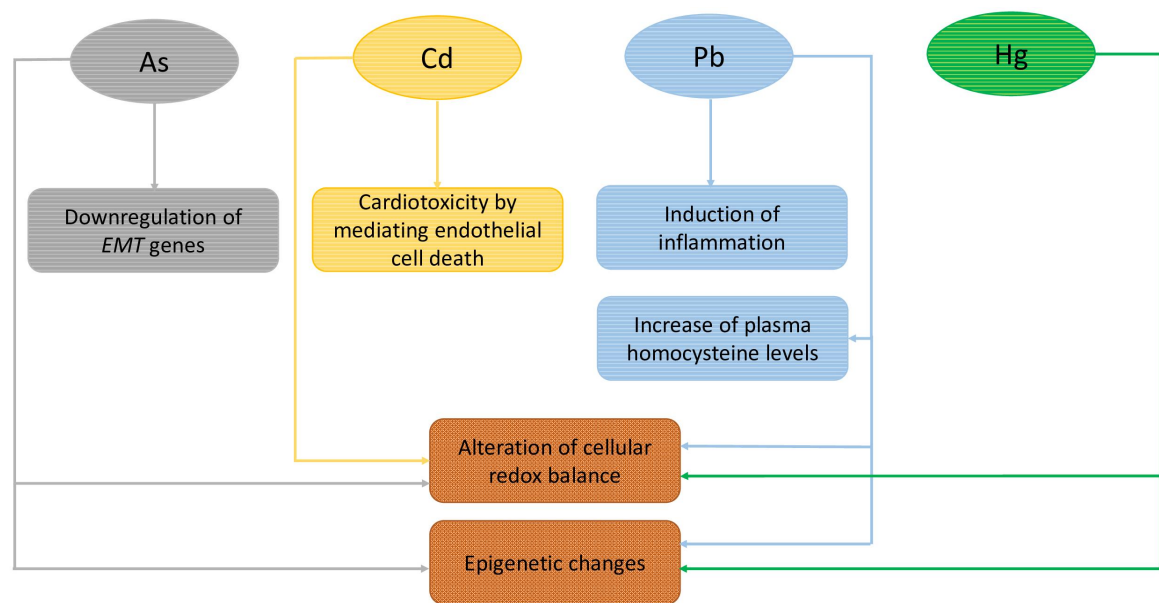 As
Cd
Pb
Hg
Downregulation of
EMT genes
Cardiotoxicity by
mediating endothelial
cell death
Induction of
inflammation
Increase of plasma
homocysteine levels
Alteration of cellular
redox balance
Epigenetic changes